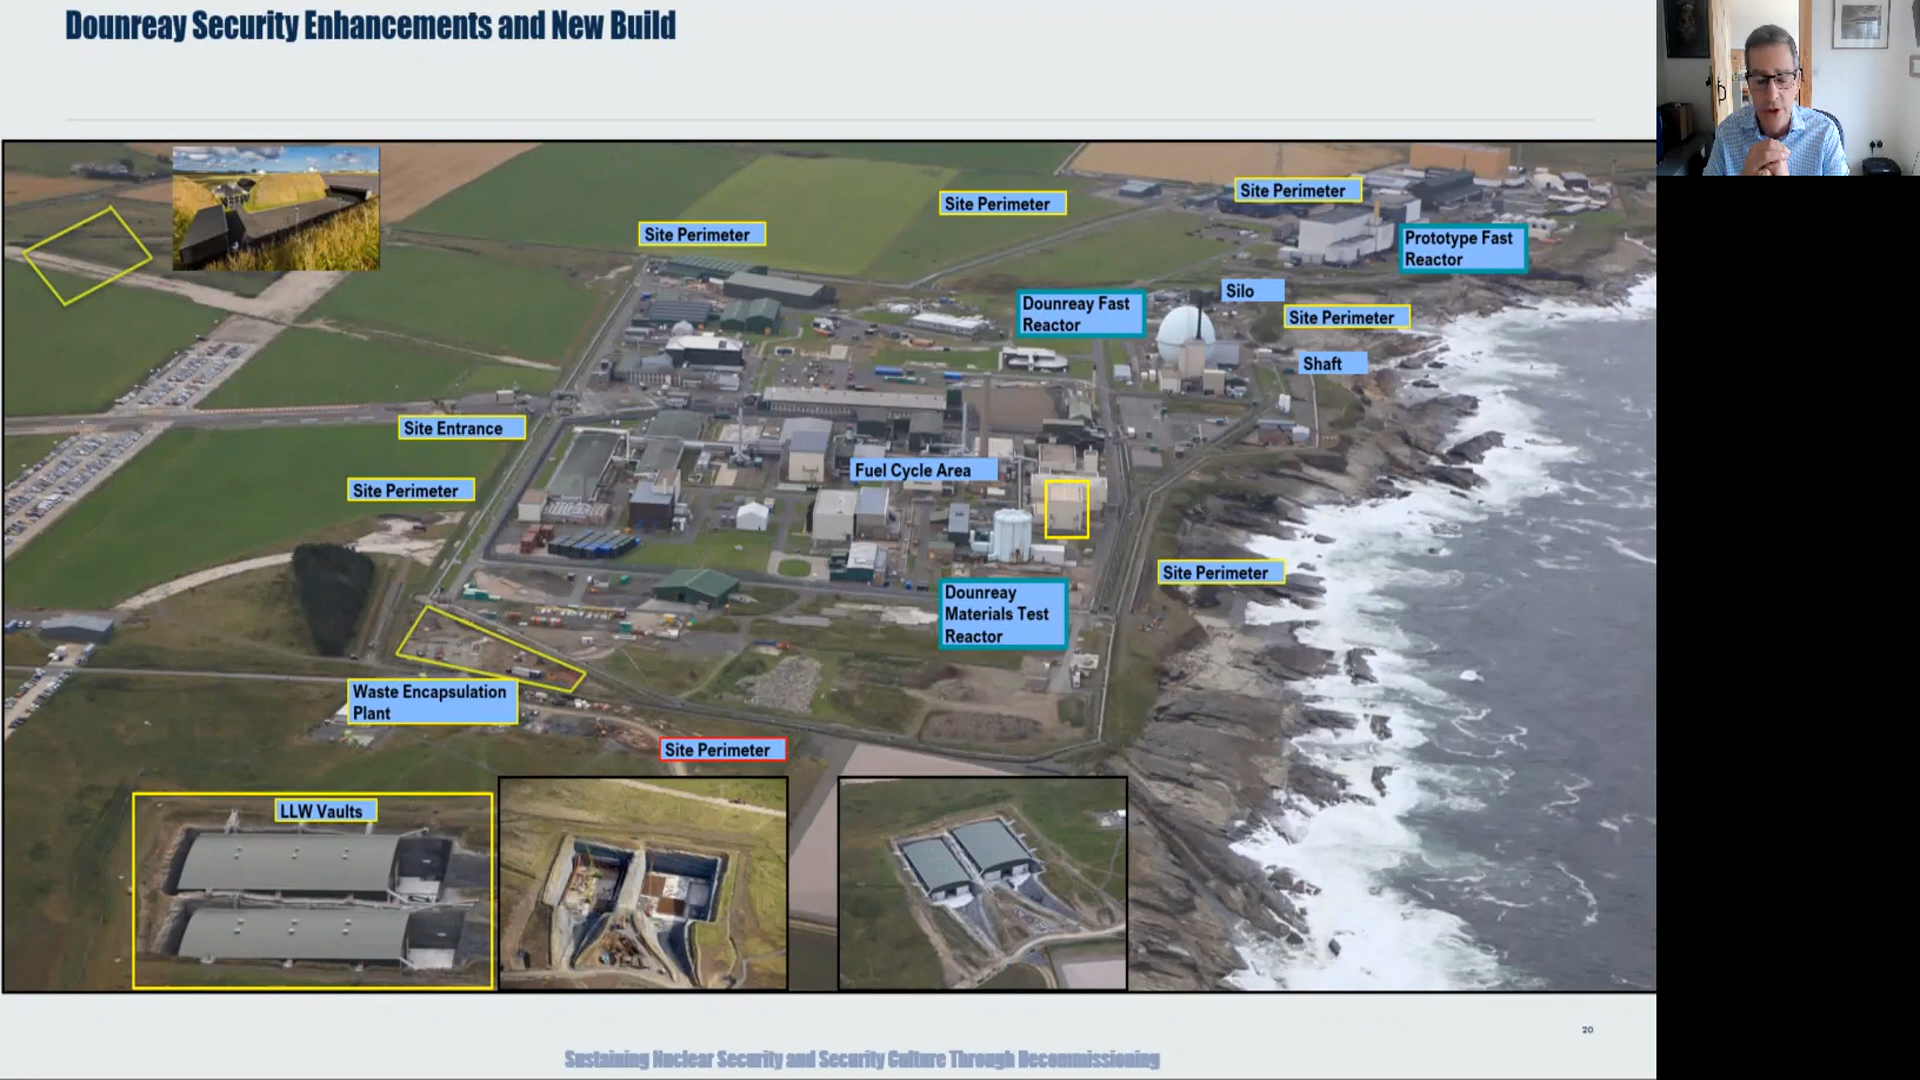 Dounreay Security Enhancements and New Build
Site Perimeter
Site Perimeter
Site Perimeter
Prototype Fast
Reactor
Silo
Dounreay Fast
Reactor
Site Perimeter
Shaft
Site Entrance
Fuel Cycle Area
Site Perimeter
Site Perimeter
Dounreay
Materials Test
Reactor
Waste Encapsulation
Plant
Site Perimeter
LLW Vaults
20
Sustaining Nuclear Security and Security Culture Through Decommissioning